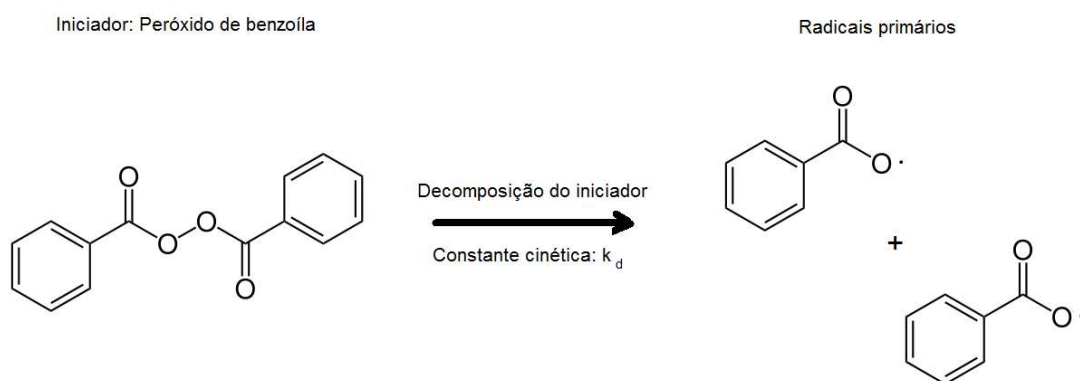 Iniciador: Peróxido de benzoíla
Radicais primários
O
O
O
O
Decomposição do iniciador
Constante cinética: k d
O
O ·
+
O
O ·